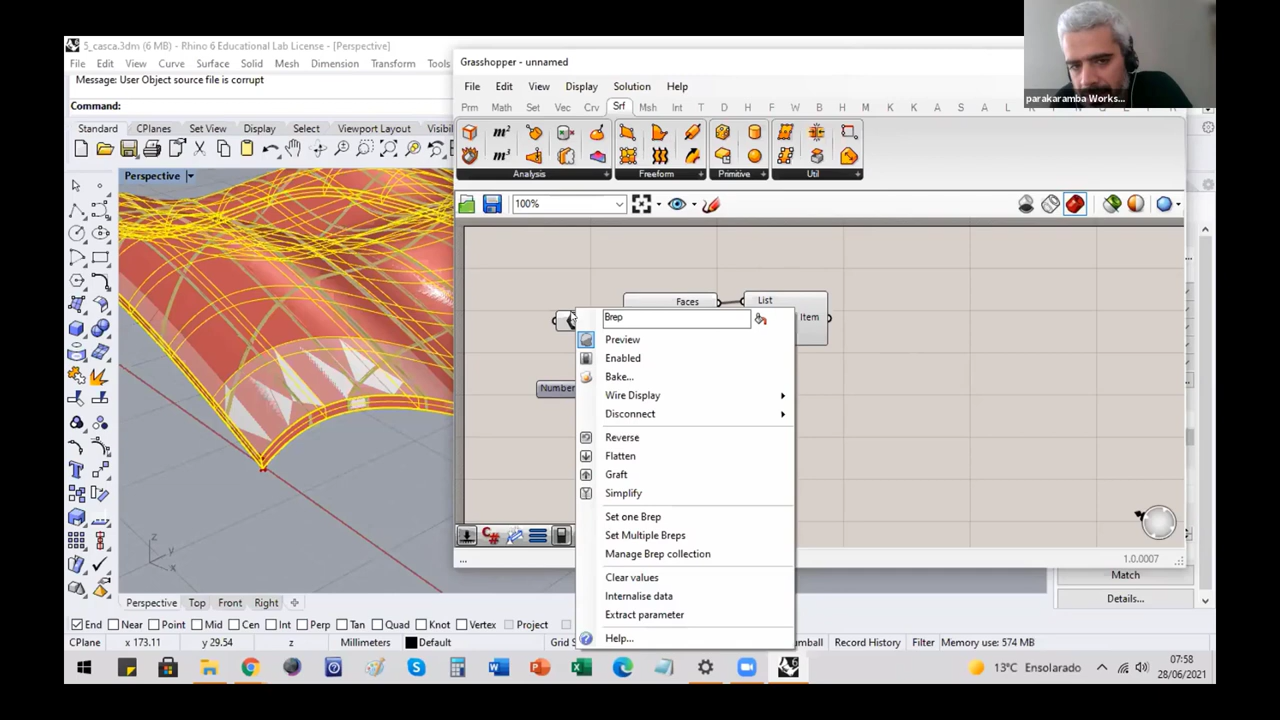 5_casca.3dm (6 MB) - Rhino 6 Educational Lab License - [Perspective]
File Edit View Curve Surface Solid Mesh Dimension Transform Tools
Message: User Object source file is corrupt
Command:
Standard CPlanes Set View Display Select Viewport Layout Visibil
Perspective
Grasshopper - unnamed
File Edit View Display Solution Help
parakaramba Works...
Prm Math Set Vec Crv Srf Msh Int T D H F W B V K C K A S A L
Analysis Freeform Primitive Util
100%
Faces
List
Item
Number
Brep
Preview
Enabled
Bake...
Wire Display
Disconnect
Reverse
Flatten
Graft
Simplify
Set one Brep
Set Multiple Breps
Manage Brep collection
Clear values
Internalise data
Extract parameter
Help...
...
1.0.0007
Match
Details...
z
y
x
Perspective Top Front Right
End Near Point Mid Cen Int Perp Tan Quad Knot Vertex Project
CPlane x 173.11 y 29.54 z Millimeters Default Grid S
umball Record History Filter Memory use: 574 MB
13°C Ensolarado
07:58
28/06/2021